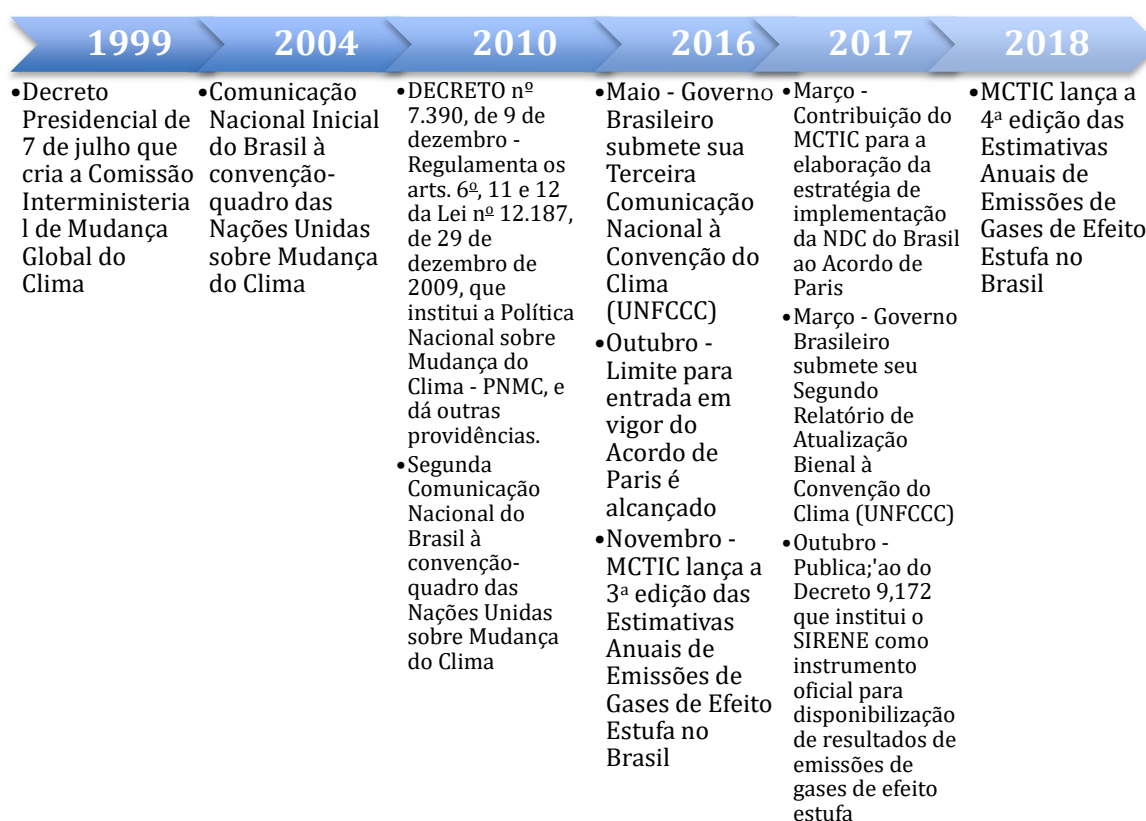 1999
2004
2010
2016
2017
2018
•Decreto
Presidencial de
7 de julho que
cria a Comissão
Interministeria
l de Mudança
Global do
Clima
•Comunicação
Nacional Inicial
do Brasil à
convenção-
quadro das
Nações Unidas
sobre Mudança
do Clima
•DECRETO nº
7.390, de 9 de
dezembro -
Regulamenta os
arts. 6º, 11 e 12
da Lei nº 12.187,
de 29 de
dezembro de
2009, que
institui a Política
Nacional sobre
Mudança do
Clima - PNMC, e
dá outras
providências.
•Segunda
Comunicação
Nacional do
Brasil à
convenção-
quadro das
Nações Unidas
sobre Mudança
do Clima
•Maio - Governo
Brasileiro
submete sua
Terceira
Comunicação
Nacional à
Convenção do
Clima
(UNFCCC)
•Outubro -
Limite para
entrada em
vigor do
Acordo de
Paris é
alcançado
•Novembro -
MCTIC lança a
3ª edição das
Estimativas
Anuais de
Emissões de
Gases de Efeito
Estufa no
Brasil
•Março -
Contribuição do
MCTIC para a
elaboração da
estratégia de
implementação
da NDC do Brasil
ao Acordo de
Paris
•Março - Governo
Brasileiro
submete seu
Segundo
Relatório de
Atualização
Bienal à
Convenção do
Clima (UNFCCC)
•Outubro -
Publica;'ao do
Decreto 9,172
que institui o
SIRENE como
instrumento
oficial para
disponibilização
de resultados de
emissões de
gases de efeito
estufa
•MCTIC lança a
4ª edição das
Estimativas
Anuais de
Emissões de
Gases de Efeito
Estufa no
Brasil